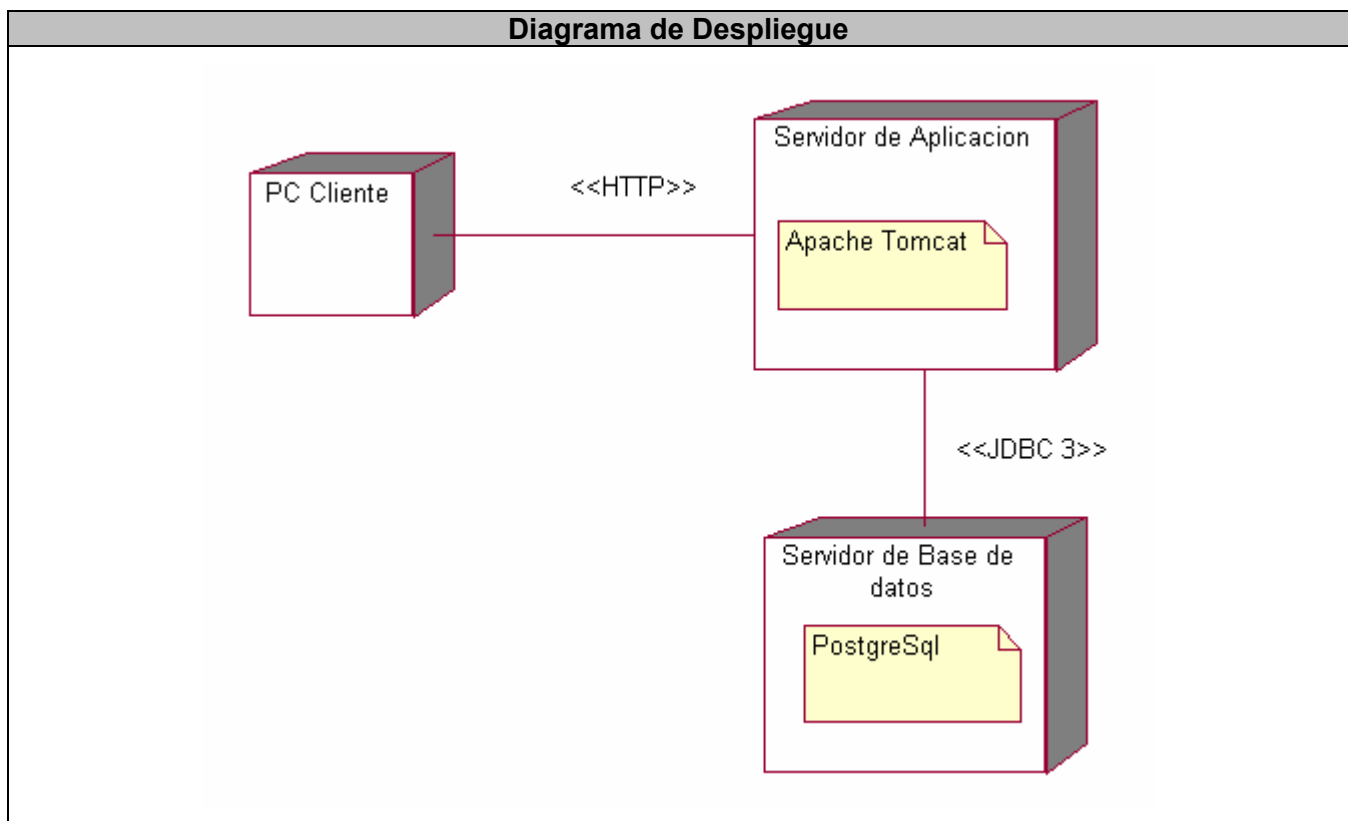 Diagrama de Despliegue
PC Cliente
<<HTTP>>
Servidor de Aplicacion
Apache Tomcat
<<JDBC 3>>
Servidor de Base de
datos
PostgreSql